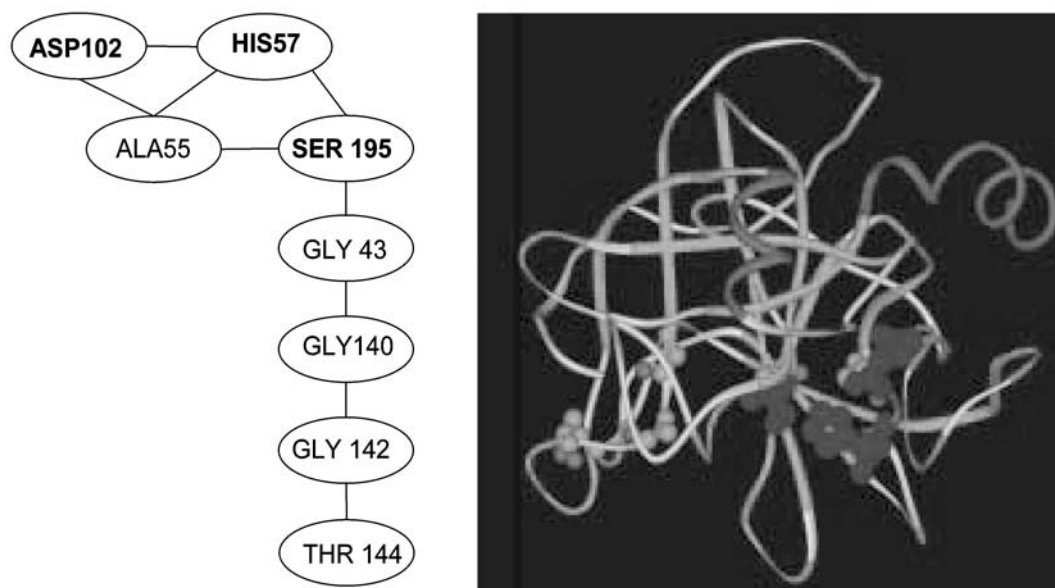 ASP102
HIS57
ALA55
SER 195
GLY 43
GLY140
GLY 142
THR 144